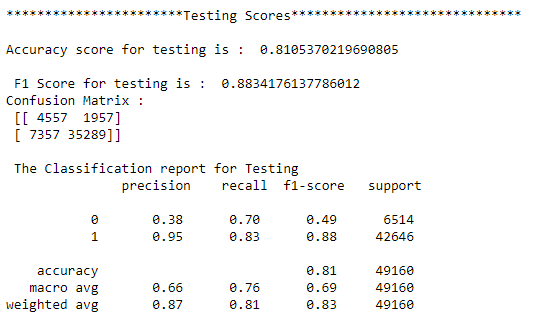 ***********************Testing Scores******************************
Accuracy score for testing is :  0.8105370219690805
F1 Score for testing is :  0.8834176137786012
Confusion Matrix :
[[ 4557  1957]
[ 7357 35289]]
The Classification report for Testing
precision    recall  f1-score   support
0       0.38      0.70      0.49      6514
1       0.95      0.83      0.88     42646
accuracy                           0.81     49160
macro avg       0.66      0.76      0.69     49160
weighted avg       0.87      0.81      0.83     49160